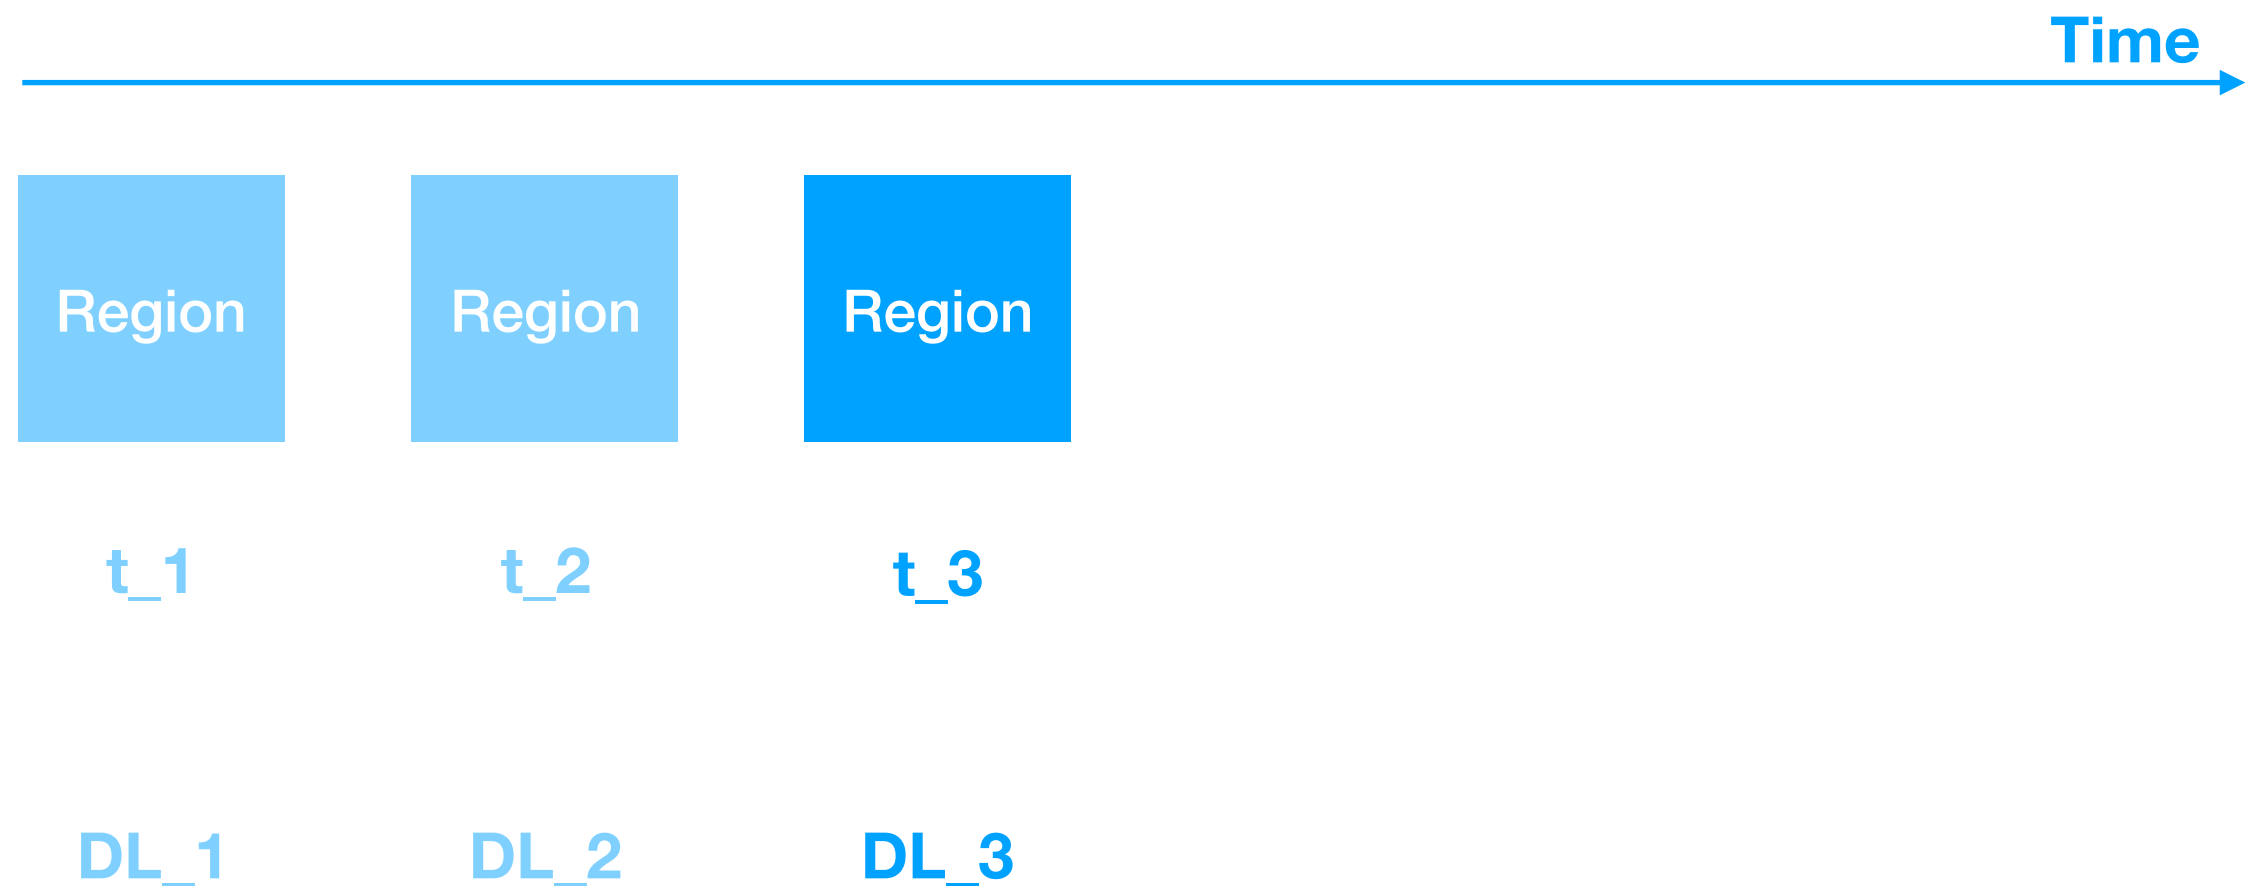 Time
Region Region Region
t_1 t_2 t_3
DL_1 DL_2 DL_3